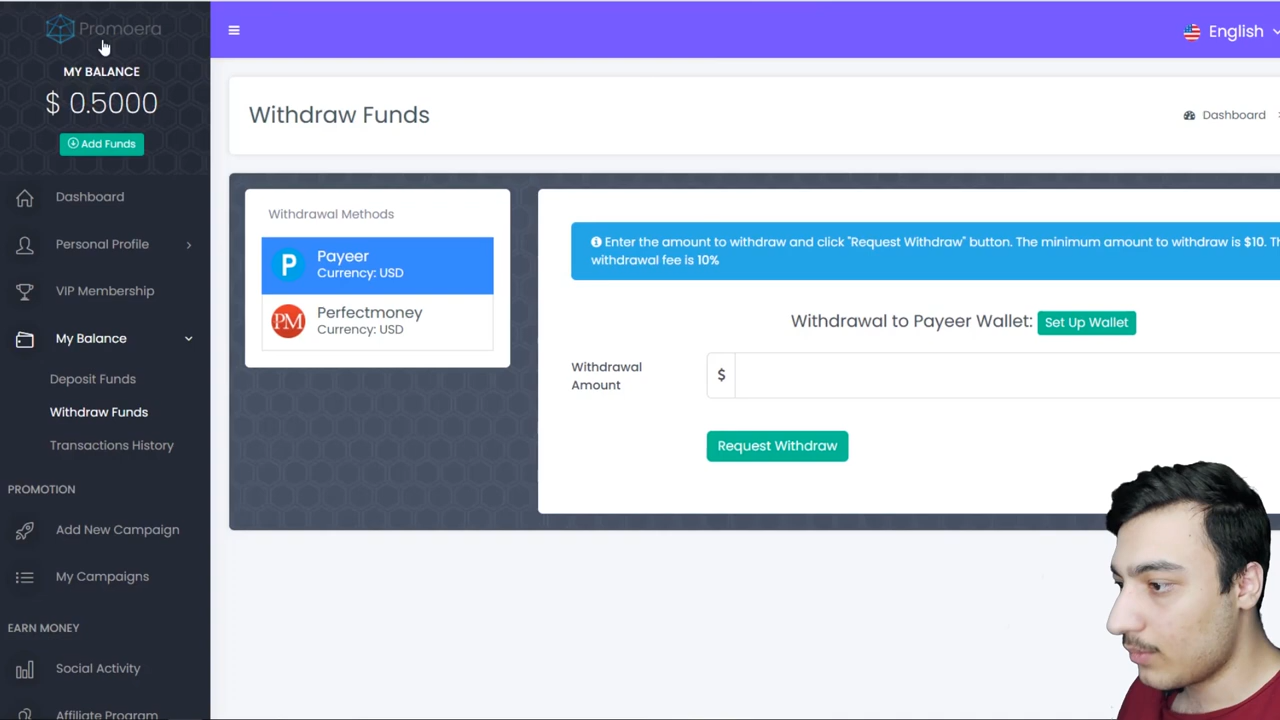 Promoera
English
MY BALANCE
$ 0.5000
Add Funds
Withdraw Funds
Dashboard
Dashboard
Personal Profile
VIP Membership
My Balance
Deposit Funds
Withdraw Funds
Transactions History
PROMOTION
Add New Campaign
My Campaigns
EARN MONEY
Social Activity
Affiliate Program
Withdrawal Methods
P
Payeer
Currency: USD
PM
Perfectmoney
Currency: USD
Enter the amount to withdraw and click "Request Withdraw" button. The minimum amount to withdraw is $10.
withdrawal fee is 10%
Withdrawal to Payeer Wallet: Set Up Wallet
Withdrawal
Amount
$
Request Withdraw